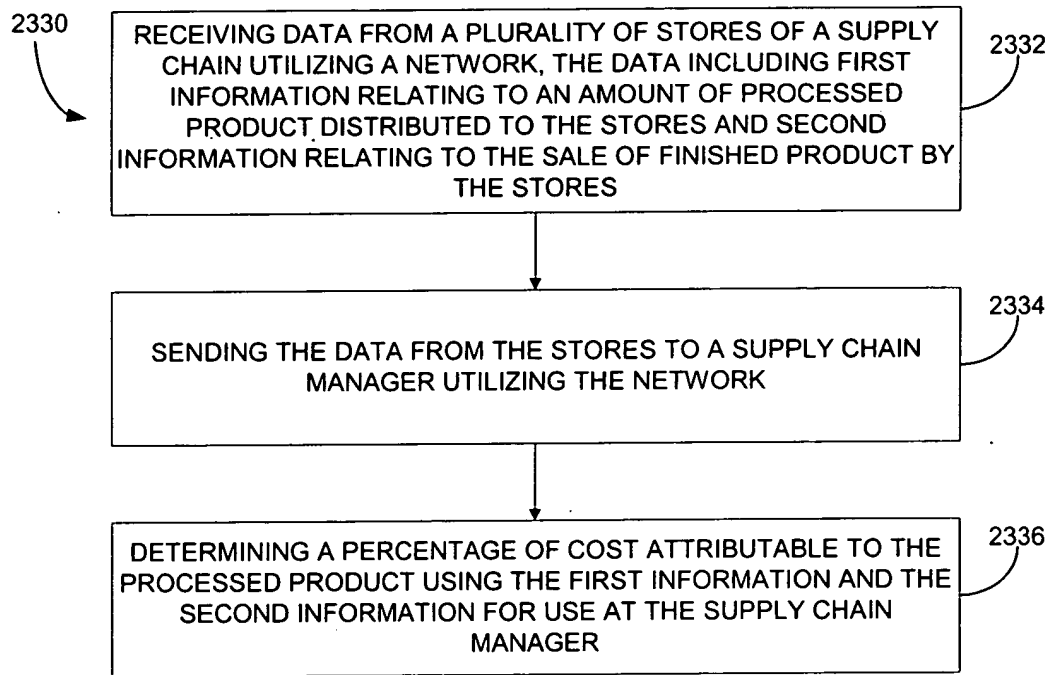 2330
RECEIVING DATA FROM A PLURALITY OF STORES OF A SUPPLY
CHAIN UTILIZING A NETWORK, THE DATA INCLUDING FIRST
INFORMATION RELATING TO AN AMOUNT OF PROCESSED
PRODUCT DISTRIBUTED TO THE STORES AND SECOND
INFORMATION RELATING TO THE SALE OF FINISHED PRODUCT BY
THE STORES
2332
SENDING THE DATA FROM THE STORES TO A SUPPLY CHAIN
MANAGER UTILIZING THE NETWORK
2334
DETERMINING A PERCENTAGE OF COST ATTRIBUTABLE TO THE
PROCESSED PRODUCT USING THE FIRST INFORMATION AND THE
SECOND INFORMATION FOR USE AT THE SUPPLY CHAIN
MANAGER
2336